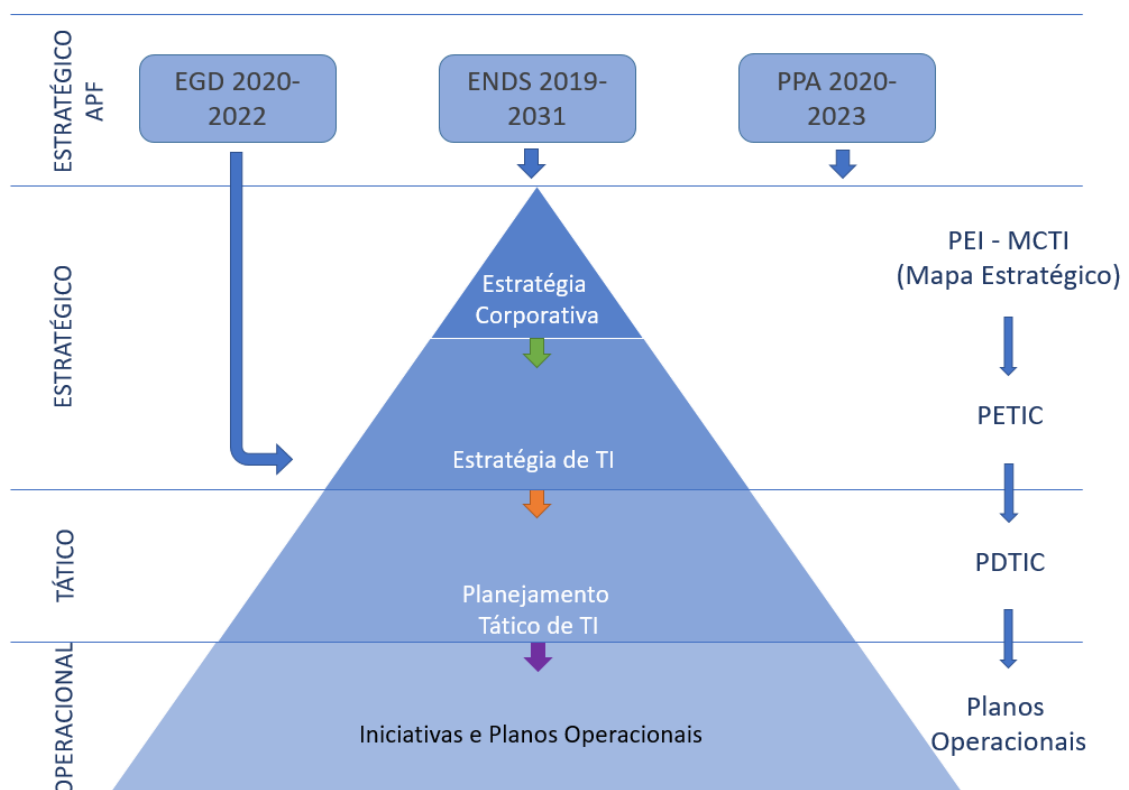 ESTRATÉGICO
APF
EGD 2020-
2022
ENDS 2019-
2031
PPA 2020-
2023
ESTRATÉGICO
Estratégia
Corporativa
PEI - MCTI
(Mapa Estratégico)
Estratégia de TI
PETIC
TÁTICO
Planejamento
Tático de TI
PDTIC
OPERACIONAL
Iniciativas e Planos Operacionais
Planos
Operacionais